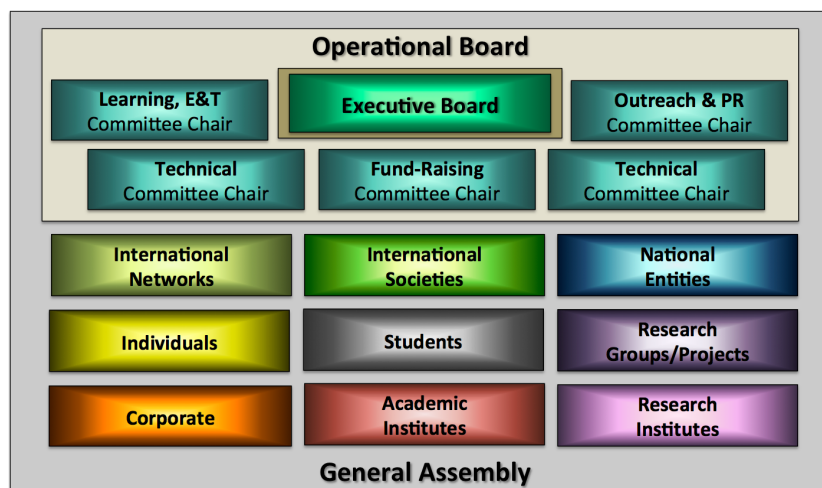 Operational Board
Learning, E&T
Committee Chair
Executive Board
Outreach & PR
Committee Chair
Technical
Committee Chair
Fund-Raising
Committee Chair
Technical
Committee Chair
International
Networks
International
Societies
National
Entities
Individuals
Students
Research
Groups/Projects
Corporate
Academic
Institutes
Research
Institutes
General Assembly